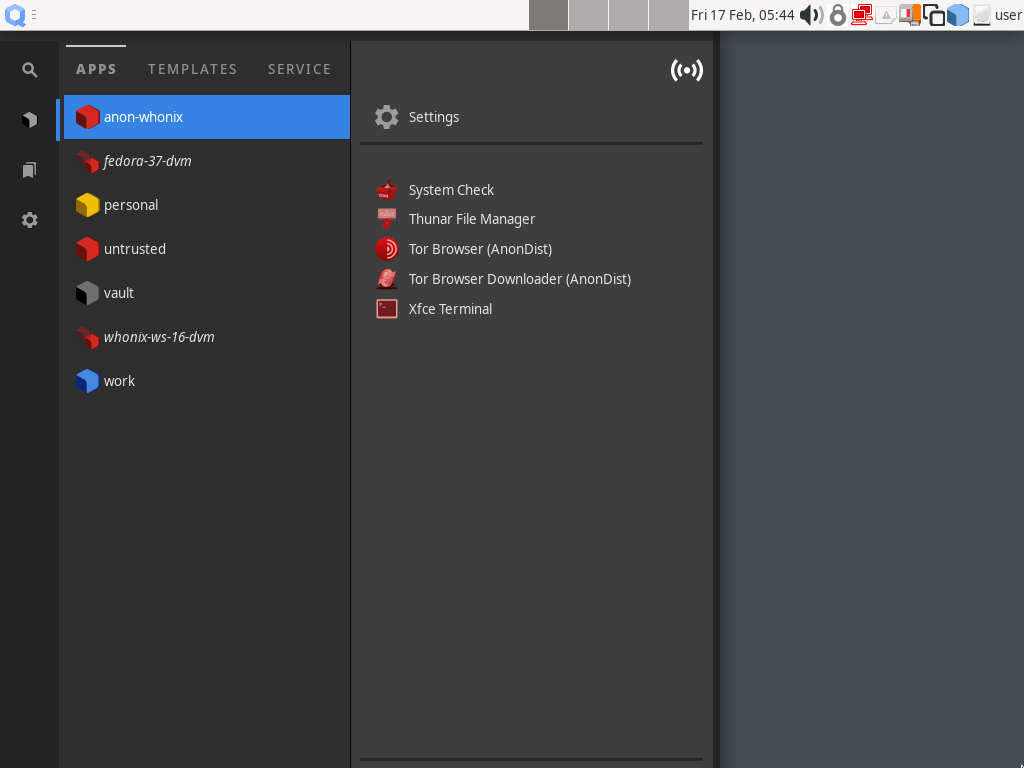 Fri 17 Feb, 05:44 user
APPS TEMPLATES SERVICE
anon-whonix
fedora-37-dvm
personal
untrusted
vault
whonix-ws-16-dvm
work
Settings
System Check
Thunar File Manager
Tor Browser (AnonDist)
Tor Browser Downloader (AnonDist)
Xfce Terminal